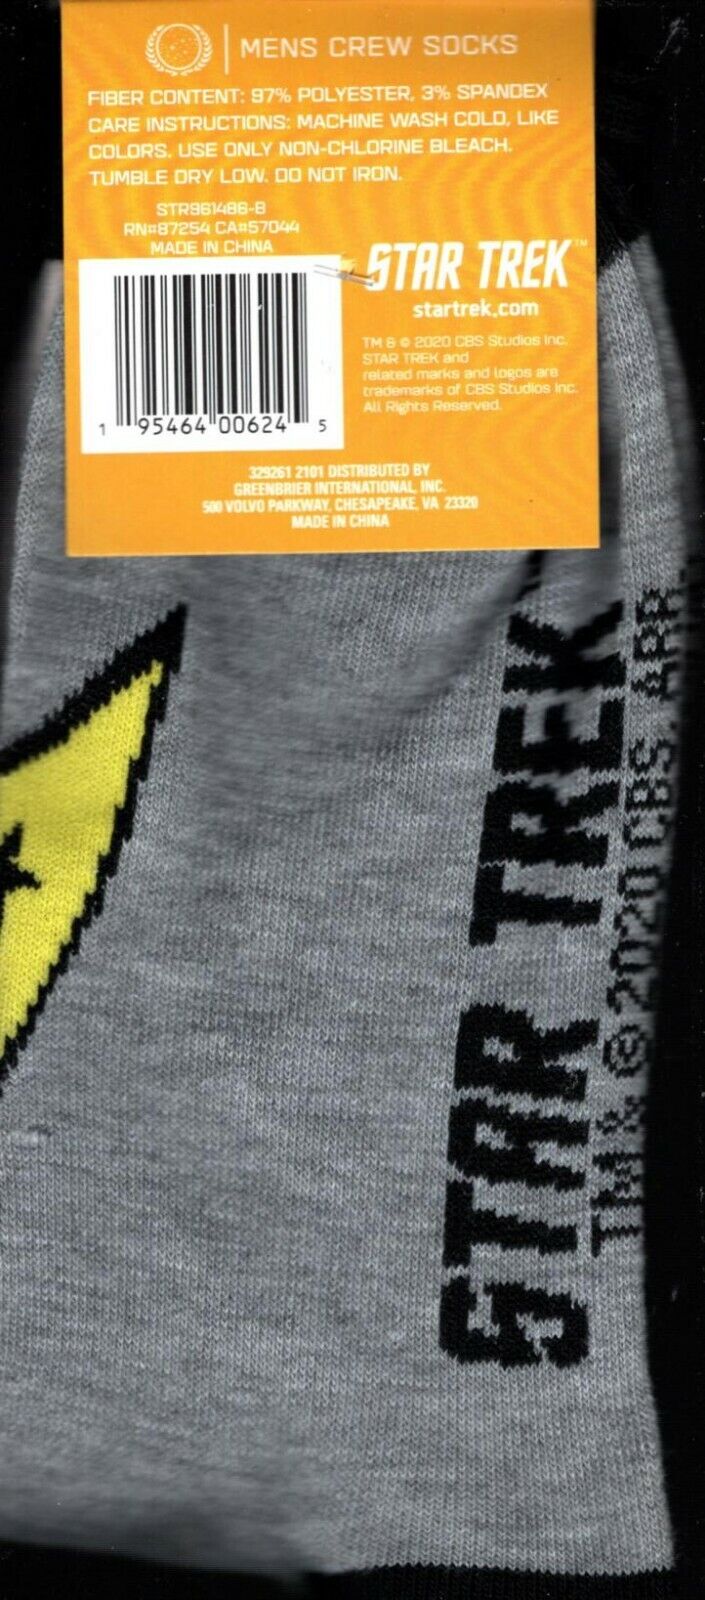 MENS CREW SOCKS
FIBER CONTENT: 97% POLYESTER, 3% SPANDEX
CARE INSTRUCTIONS: MACHINE WASH COLD, LIKE
COLORS. USE ONLY NON-CHLORINE BLEACH.
TUMBLE DRY LOW. DO NOT IRON.
STR961486-B
RN#87254 CA#57044
MADE IN CHINA
1 95464 00624 5
STAR TREK™
startrek.com
TM & © 2020 CBS Studios Inc.
STAR TREK and
related marks and logos are
trademarks of CBS Studios Inc.
All Rights Reserved.
329261 2101 DISTRIBUTED BY
GREENBRIER INTERNATIONAL, INC.
500 VOLVO PARKWAY, CHESAPEAKE, VA 23320
MADE IN CHINA
STAR TREK
TM & © 2020 CBS. ARR.